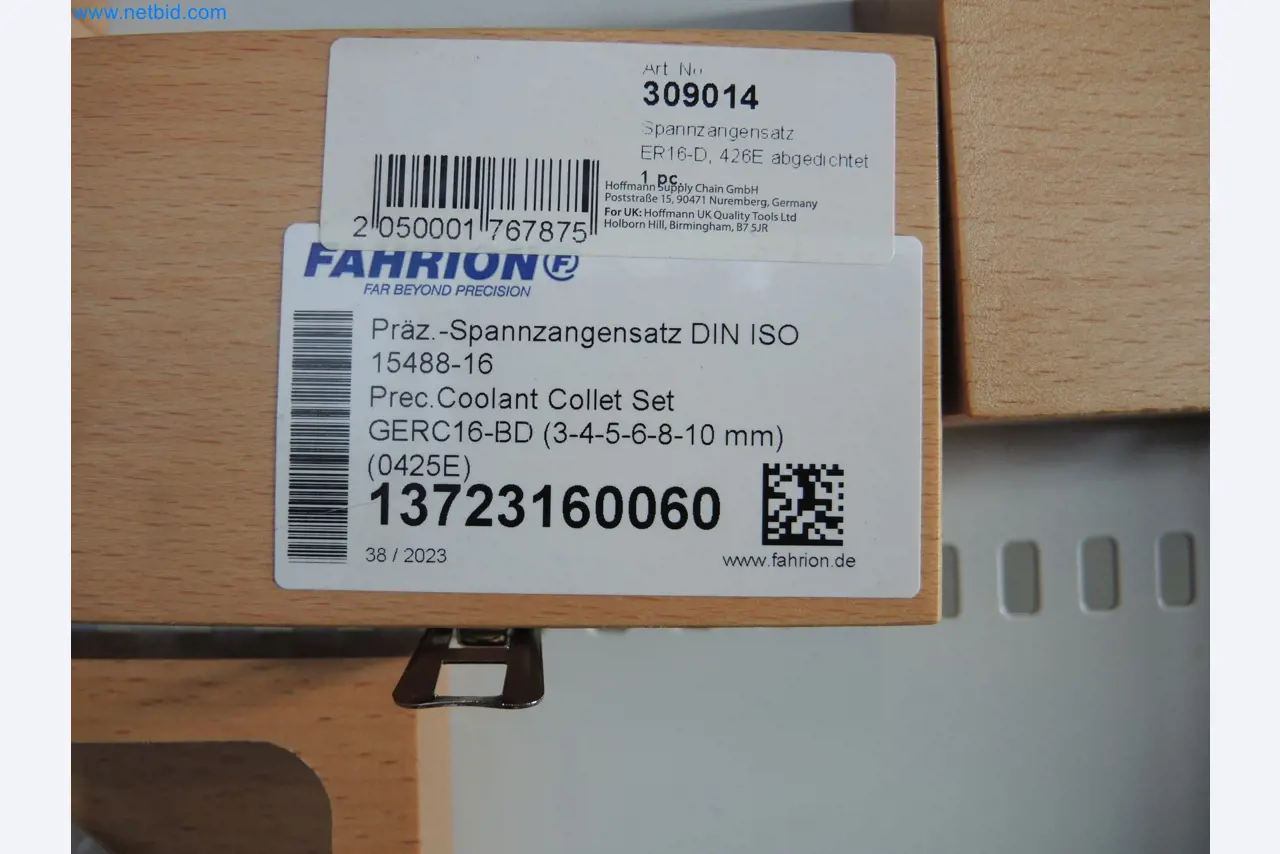 www.netbid.com
Art. No.
309014
Spannzangensatz
ER16-D, 426E abgedichtet
1 pc.
Hoffmann Supply Chain GmbH
Poststraße 15, 90471 Nuremberg, Germany
For UK: Hoffmann UK Quality Tools Ltd
Holborn Hill, Birmingham, B7 5JR
2 050001 767875
FAHRION
FAR BEYOND PRECISION
Präz.-Spannzangensatz DIN ISO
15488-16
Prec.Coolant Collet Set
GERC16-BD (3-4-5-6-8-10 mm)
(0425E)
13723160060
38 / 2023
www.fahrion.de